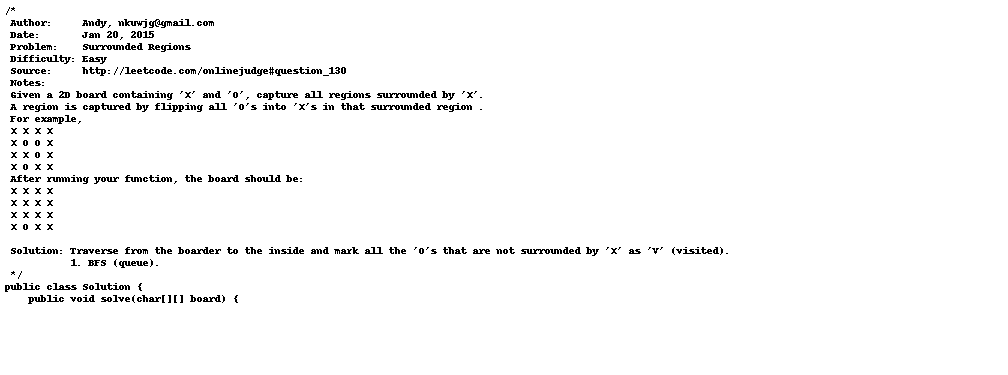 /*
Author: Andy, nkuwjg@gmail.com
Date: Jan 20, 2015
Problem: Surrounded Regions
Difficulty: Easy
Source: http://leetcode.com/onlinejudge#question_130
Notes:
Given a 2D board containing 'X' and 'O', capture all regions surrounded by 'X'.
A region is captured by flipping all 'O's into 'X's in that surrounded region .
For example,
X X X X
X O O X
X X O X
X O X X
After running your function, the board should be:
X X X X
X X X X
X X X X
X O X X
Solution: Traverse from the boarder to the inside and mark all the 'O's that are not surrounded by 'X' as 'V' (visited).
1. BFS (queue).
*/
public class Solution {
public void solve(char[][] board) {